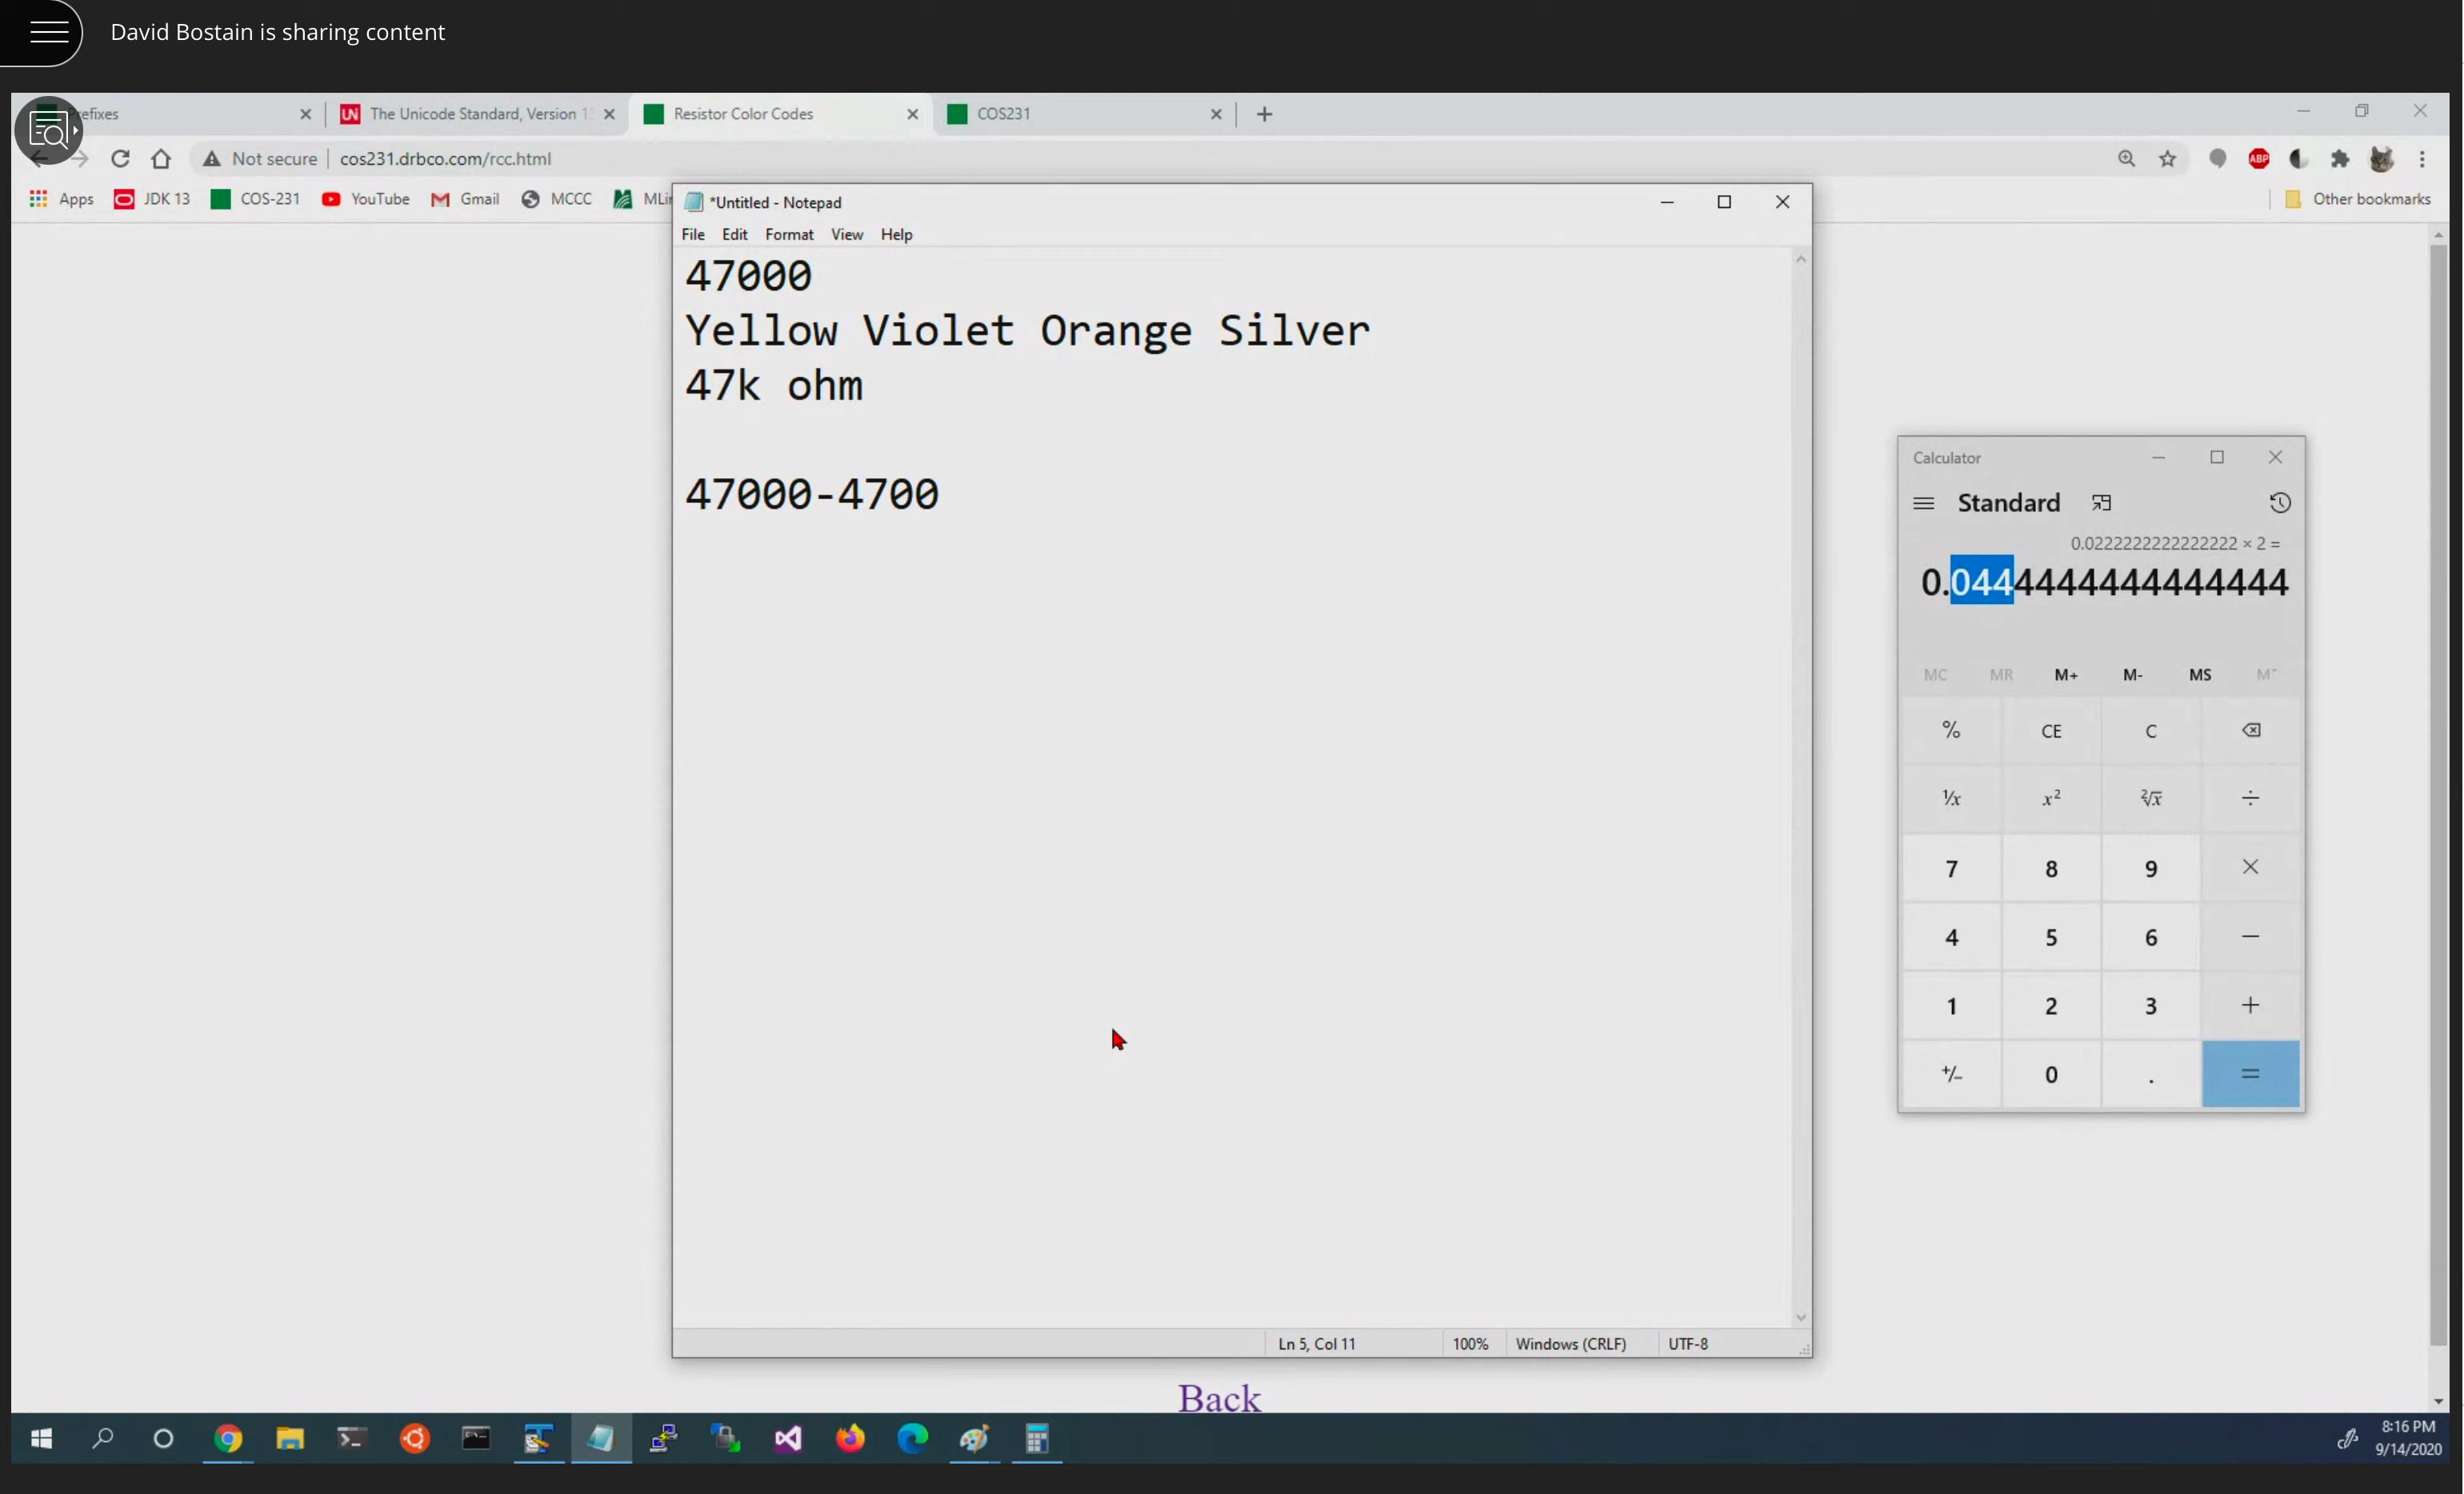 David Bostain is sharing content
efixes
The Unicode Standard, Version 1
Resistor Color Codes
COS231
Not secure
cos231.drbco.com/rcc.html
ABP
Apps
JDK 13
COS-231
YouTube
Gmail
MCCC
MLi
Other bookmarks
*Untitled - Notepad
File Edit Format View Help
47000
Yellow Violet Orange Silver
47k ohm
47000-4700
Ln 5, Col 11
100%
Windows (CRLF)
UTF-8
Calculator
Standard
0.0222222222222222 × 2 =
0.0444444444444444
MC MR M+ M- MS M˅
% CE C
1/x x² ²√x ÷
7 8 9 ×
4 5 6 −
1 2 3 +
+/− 0 . =
Back
8:16 PM
9/14/2020